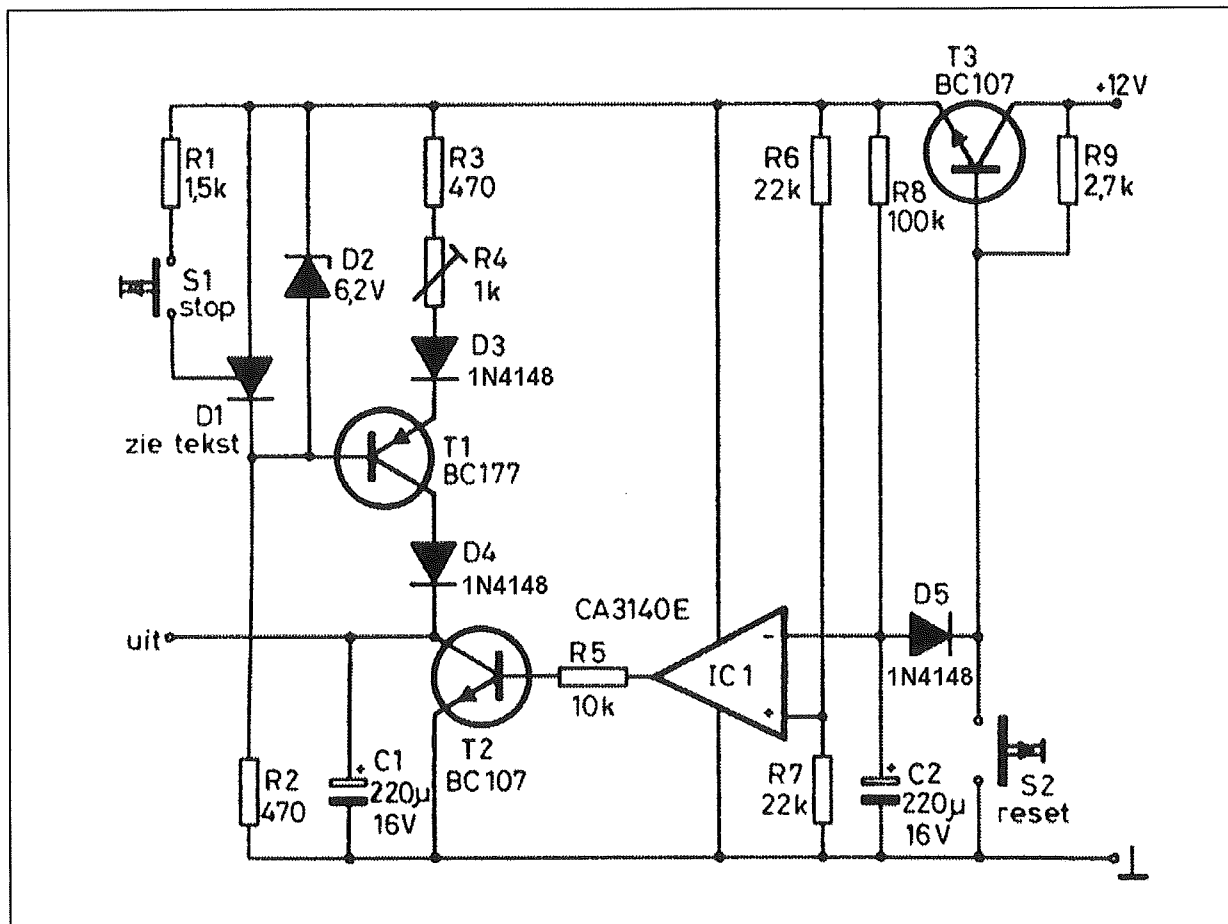 T3
BC107
+12V
R1
1,5k
R3
470
R6
22k
R8
100k
R9
2,7k
S1
stop
D2
6,2V
R4
1k
D3
1N4148
D1
zie tekst
T1
BC177
D4
1N4148
CA3140E
D5
1N4148
uit
R5
10k
IC1
-
+
T2
BC107
R2
470
C1
220µ
16V
+
R7
22k
C2
220µ
16V
+
S2
reset